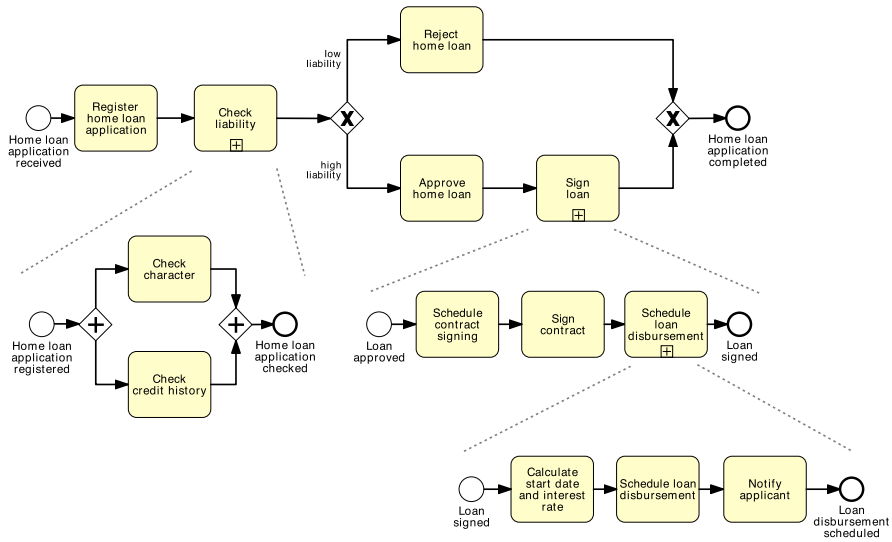 Reject
home loan
low
liability
Register
home loan
application
Check
liability
X
X
Home loan
application
received
Home loan
application
completed
high
liability
Approve
home loan
Sign
loan
Check
character
Home loan
application
registered
Home loan
application
checked
Check
credit history
Schedule
contract
signing
Sign
contract
Schedule
loan
disbursement
Loan
approved
Loan
signed
Calculate
start date
and interest
rate
Schedule loan
disbursement
Notify
applicant
Loan
signed
Loan
disbursement
scheduled